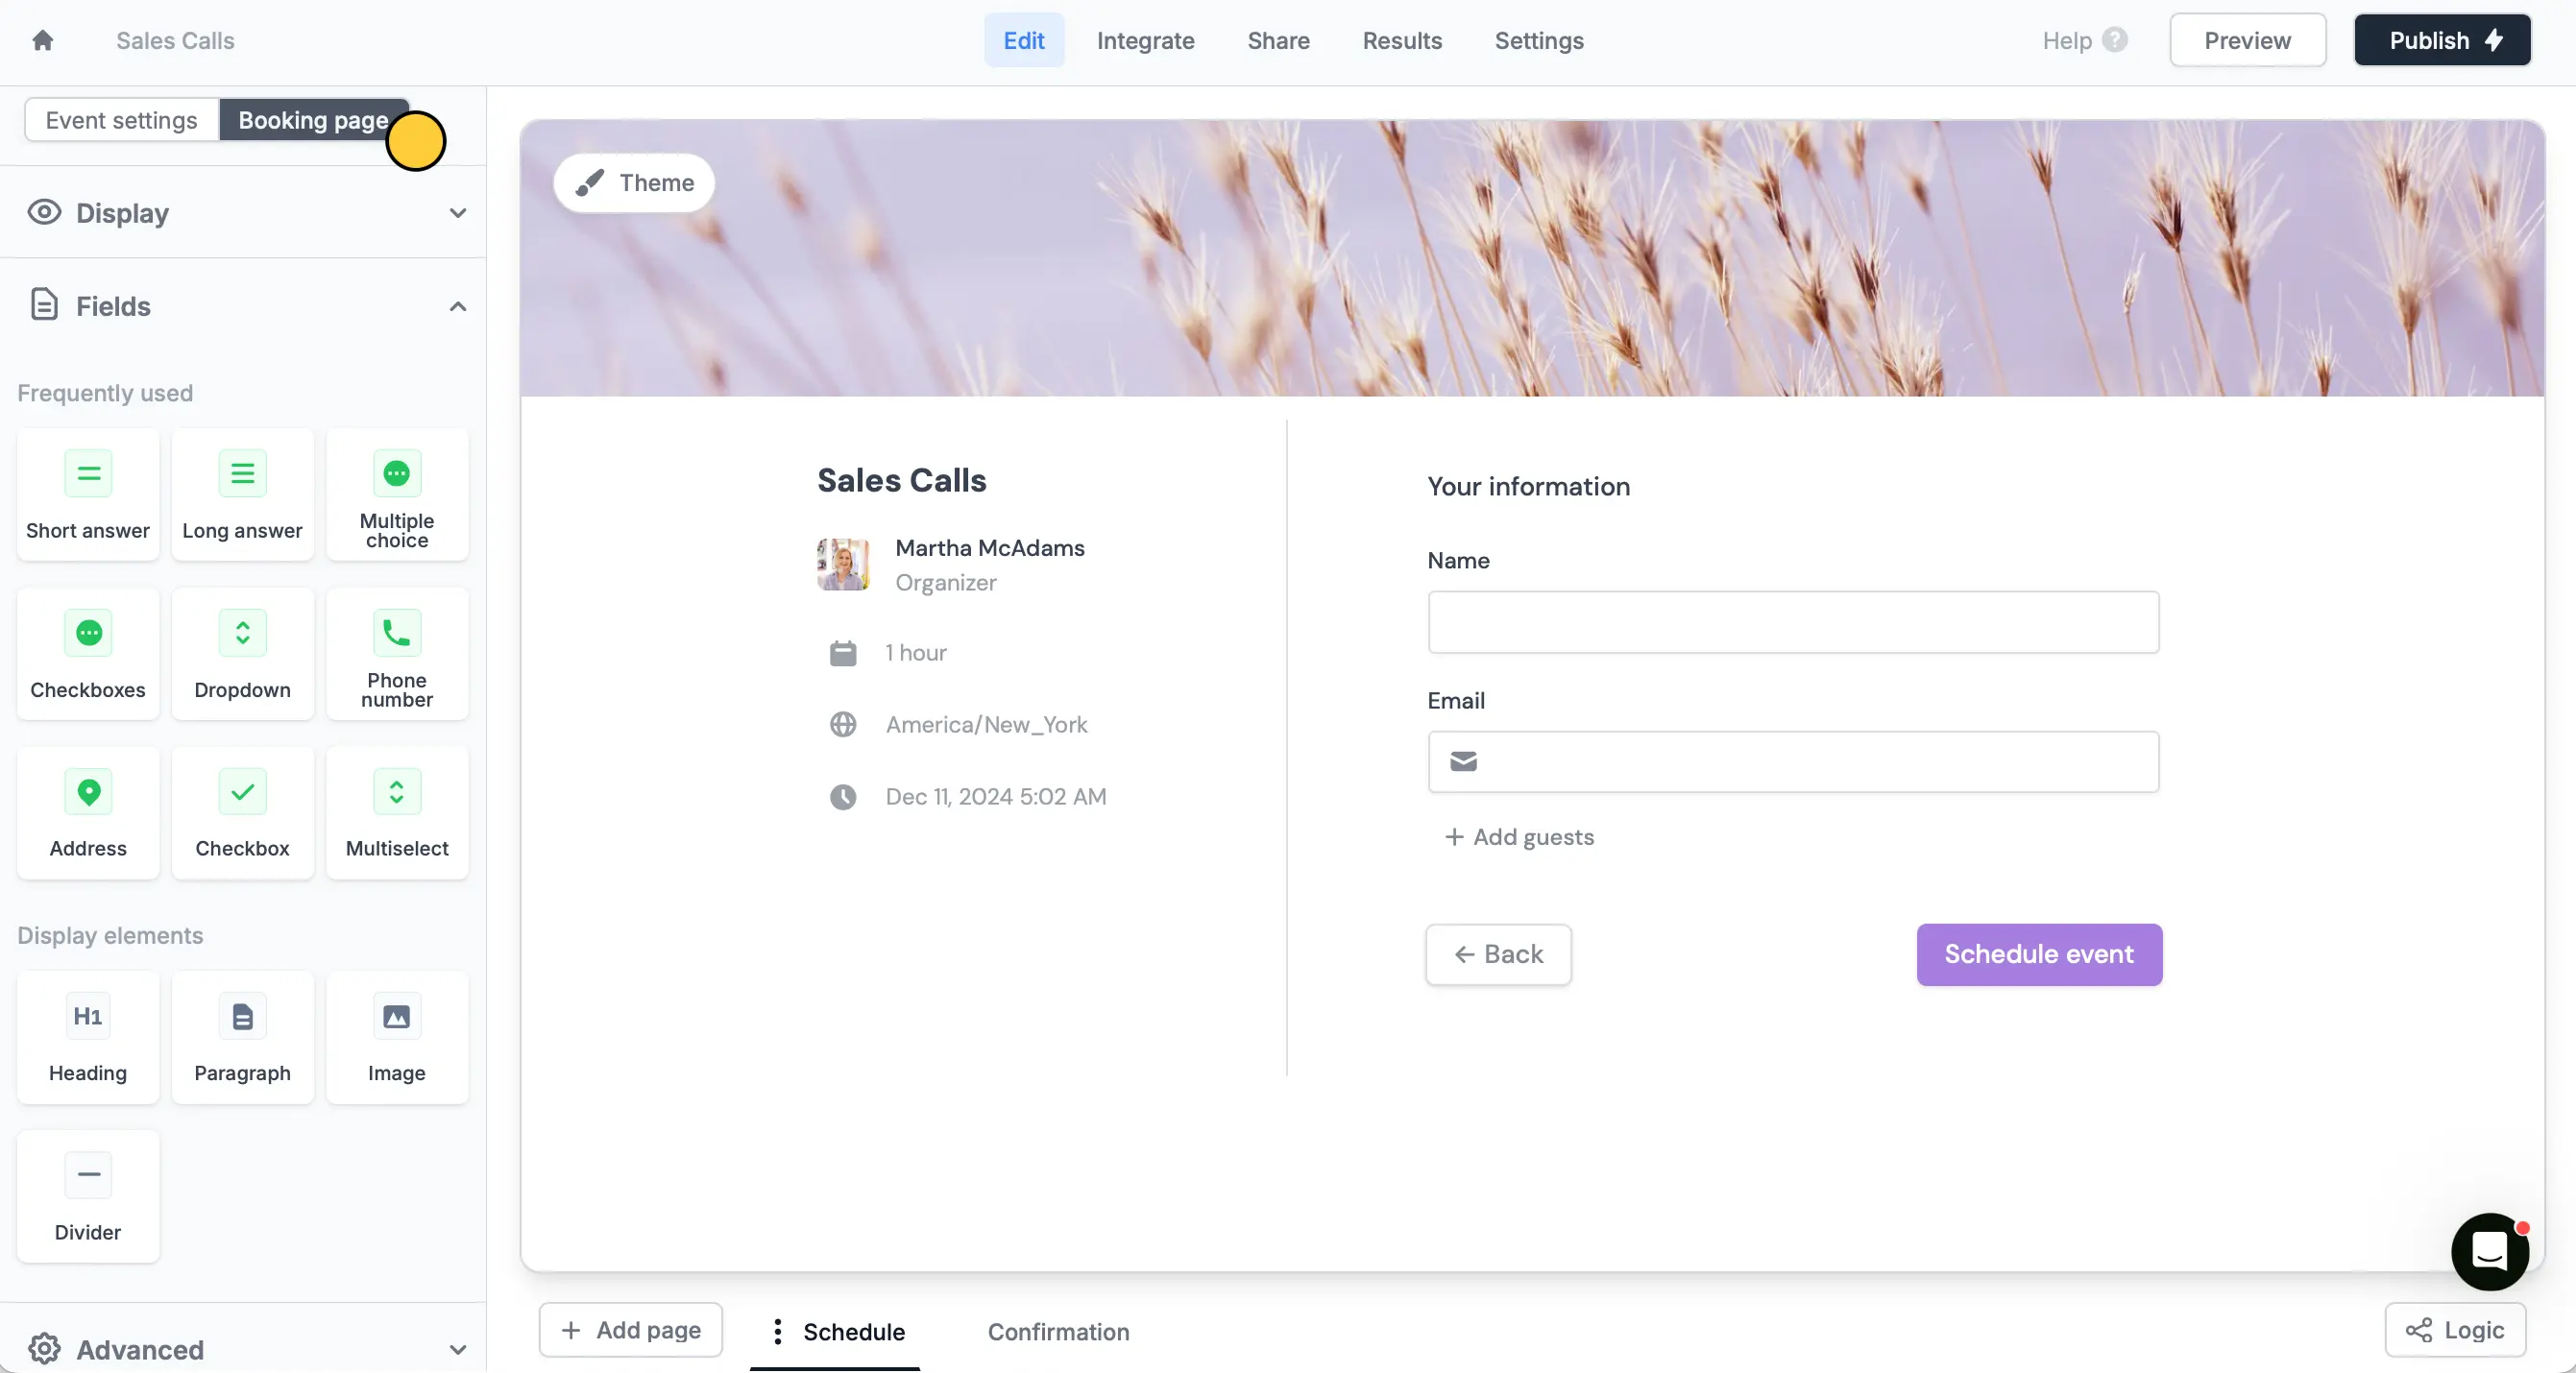 Sales Calls
Edit
Integrate
Share
Results
Settings
Help ?
Preview
Publish
Event settings
Booking page
Display
Fields
Frequently used
Short answer
Long answer
Multiple
choice
Checkboxes
Dropdown
Phone
number
Address
Checkbox
Multiselect
Display elements
H1
Heading
Paragraph
Image
Divider
Advanced
Theme
Sales Calls
Martha McAdams
Organizer
1 hour
America/New_York
Dec 11, 2024 5:02 AM
Your information
Name
Email
+ Add guests
← Back
Schedule event
+ Add page
Schedule
Confirmation
Logic